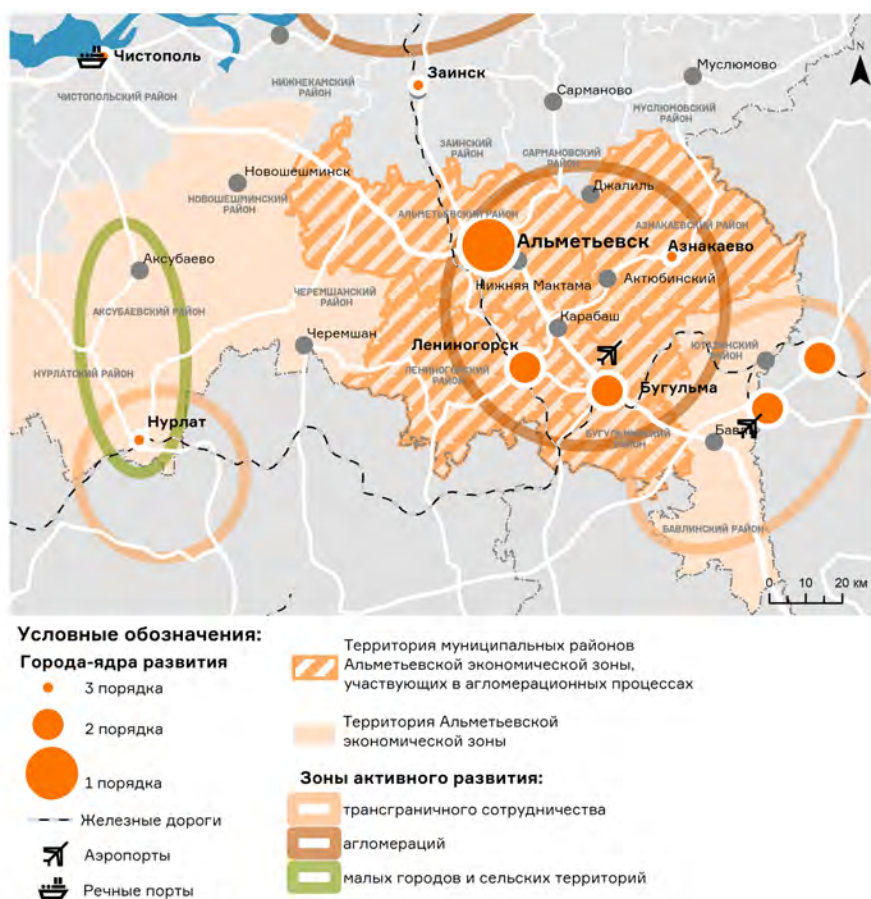 Чистополь
ЧИСТОПОЛЬСКИЙ РАЙОН
НИЖНЕКАМСКИЙ
РАЙОН
Заинск
Муслюмово
N
Сарманово
МУСЛЮМОВСКИЙ
РАЙОН
ЗАИНСКИЙ
РАЙОН
САРМАНОВСКИЙ
РАЙОН
Новошешминск
НОВОШЕШМИНСКИЙ
РАЙОН
Джалиль
АЛЬМЕТЬЕВСКИЙ РАЙОН
АЗНАКАЕВСКИЙ РАЙОН
Альметьевск
Азнакаево
Аксубаево
Нижняя Мактама
Актюбинский
ЧЕРЕМШАНСКИЙ
РАЙОН
АКСУБАЕВСКИЙ РАЙОН
Карабаш
Черемшан
Лениногорск
ЮТАЗИНСКИЙ
РАЙОН
НУРЛАТСКИЙ РАЙОН
ЛЕНИНОГОРСКИЙ
РАЙОН
Бугульма
Нурлат
БУГУЛЬМИНСКИЙ
РАЙОН
Бавлы
БАВЛИНСКИЙ РАЙОН
0 10 20 км
Условные обозначения:
Города-ядра развития
3 порядка
2 порядка
1 порядка
Железные дороги
Аэропорты
Речные порты
Территория муниципальных районов
Альметьевской экономической зоны,
участвующих в агломерационных процессах
Территория Альметьевской
экономической зоны
Зоны активного развития:
трансграничного сотрудничества
агломераций
малых городов и сельских территорий